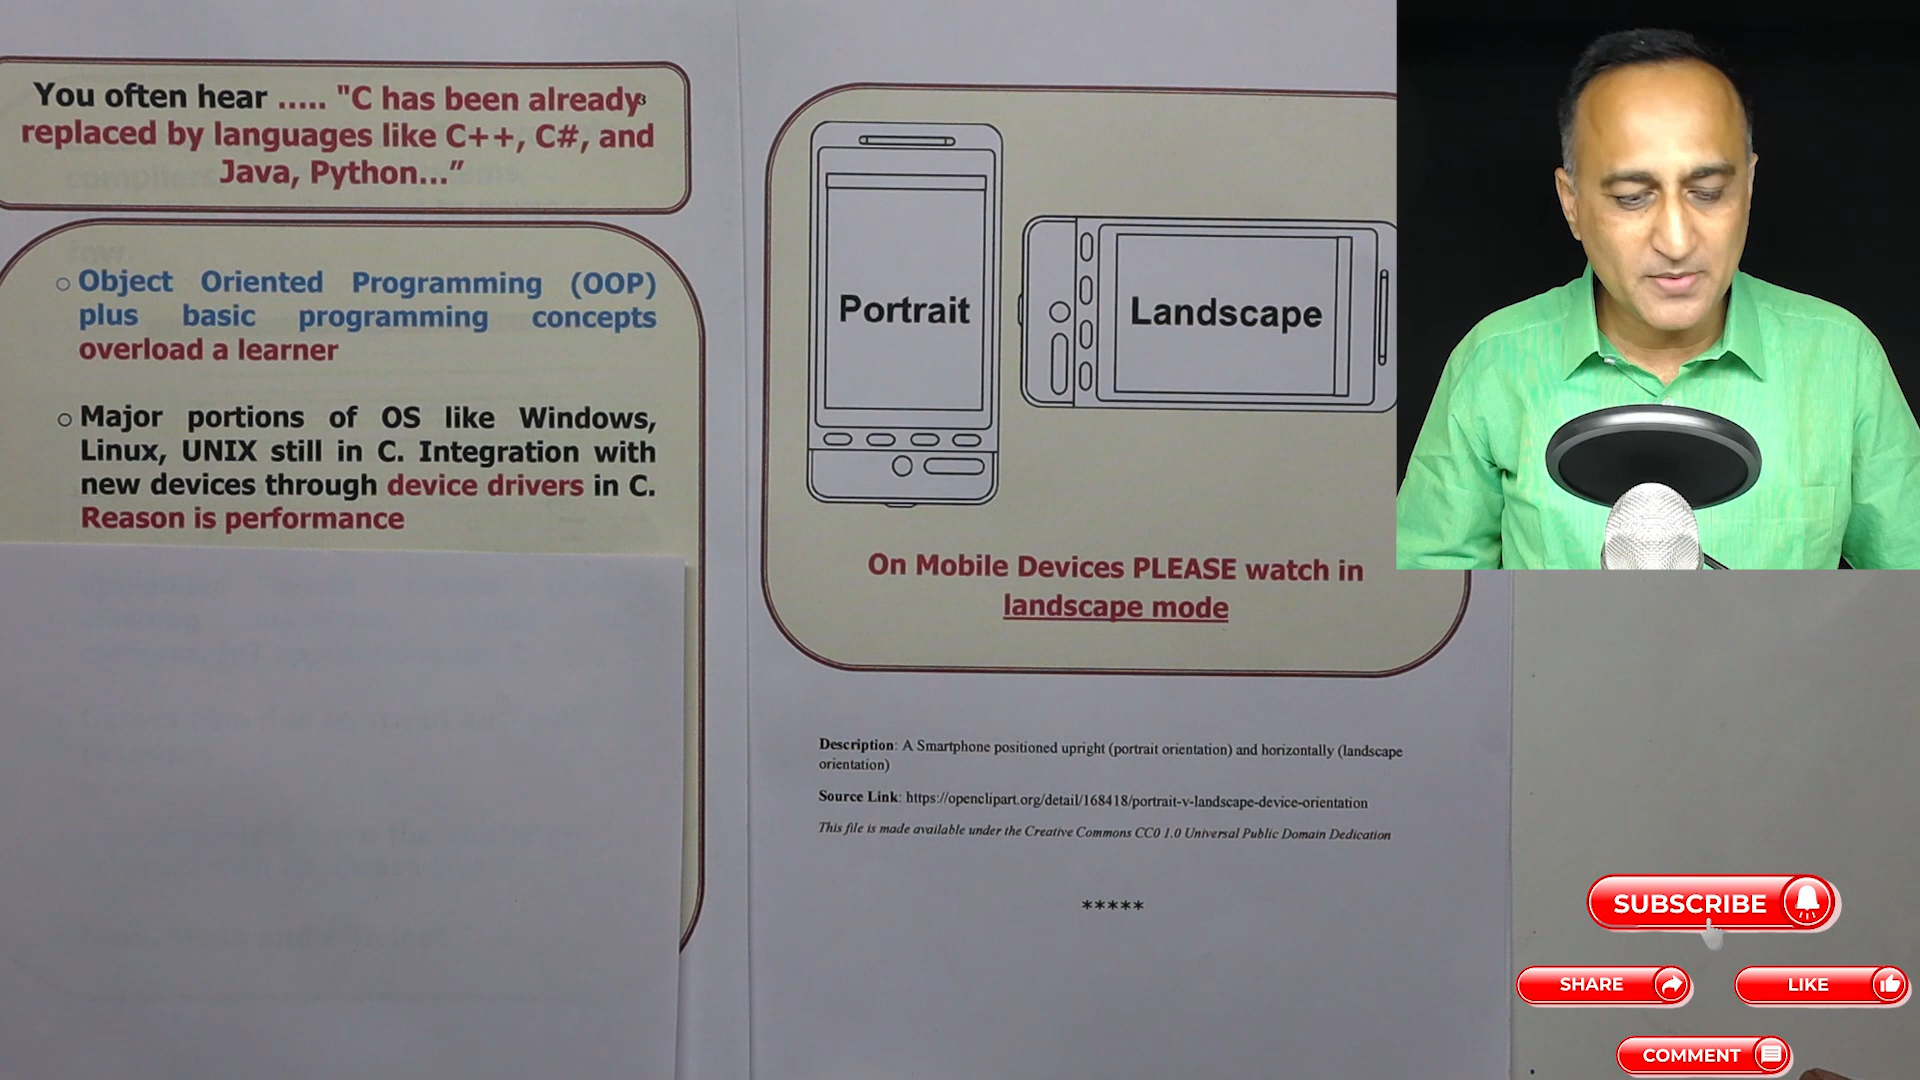 You often hear ..... "C has been already
3
replaced by languages like C++, C#, and
Java, Python...”
o Object Oriented Programming (OOP)
plus basic programming concepts
overload a learner
o Major portions of OS like Windows,
Linux, UNIX still in C. Integration with
new devices through device drivers in C.
Reason is performance
Portrait
Landscape
On Mobile Devices PLEASE watch in
landscape mode
Description: A Smartphone positioned upright (portrait orientation) and horizontally (landscape
orientation)
Source Link: https://openclipart.org/detail/168418/portrait-v-landscape-device-orientation
This file is made available under the Creative Commons CC0 1.0 Universal Public Domain Dedication
*****
SUBSCRIBE
SHARE
LIKE
COMMENT